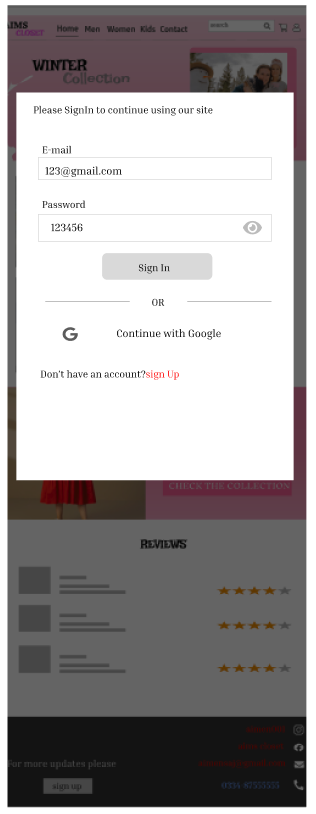 AIMS
CLOSET
Home Men Women Kids Contact
search
WINTER
Collection
Please SignIn to continue using our site
E-mail
123@gmail.com
Password
123456
Sign In
OR
G Continue with Google
Don't have an account?sign Up
CHECK THE COLLECTION
REVIEWS
For more updates please
sign up
0334 87555555